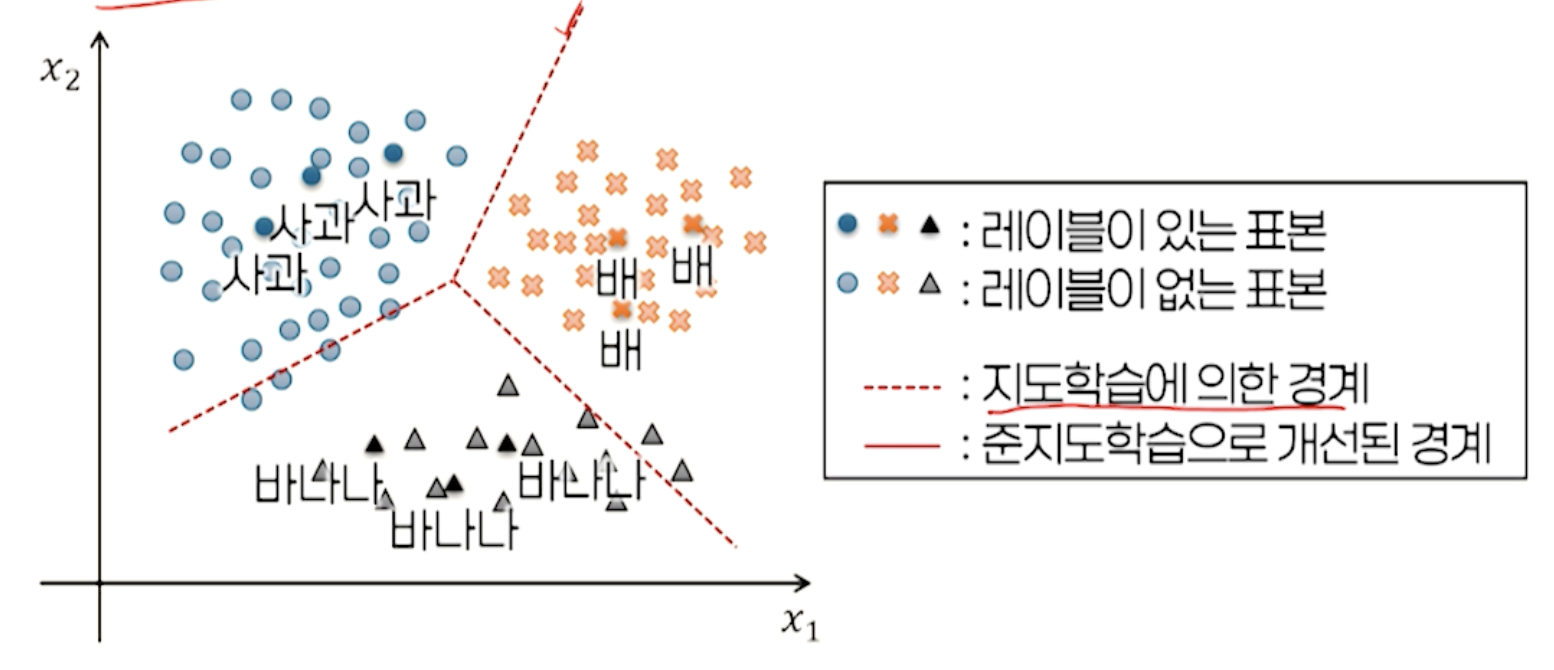 x₂
사과
사과
사과
배
배
배
바나나
바나나
바나나
x₁
: 레이블이 있는 표본
: 레이블이 없는 표본
: 지도학습에 의한 경계
: 준지도학습으로 개선된 경계